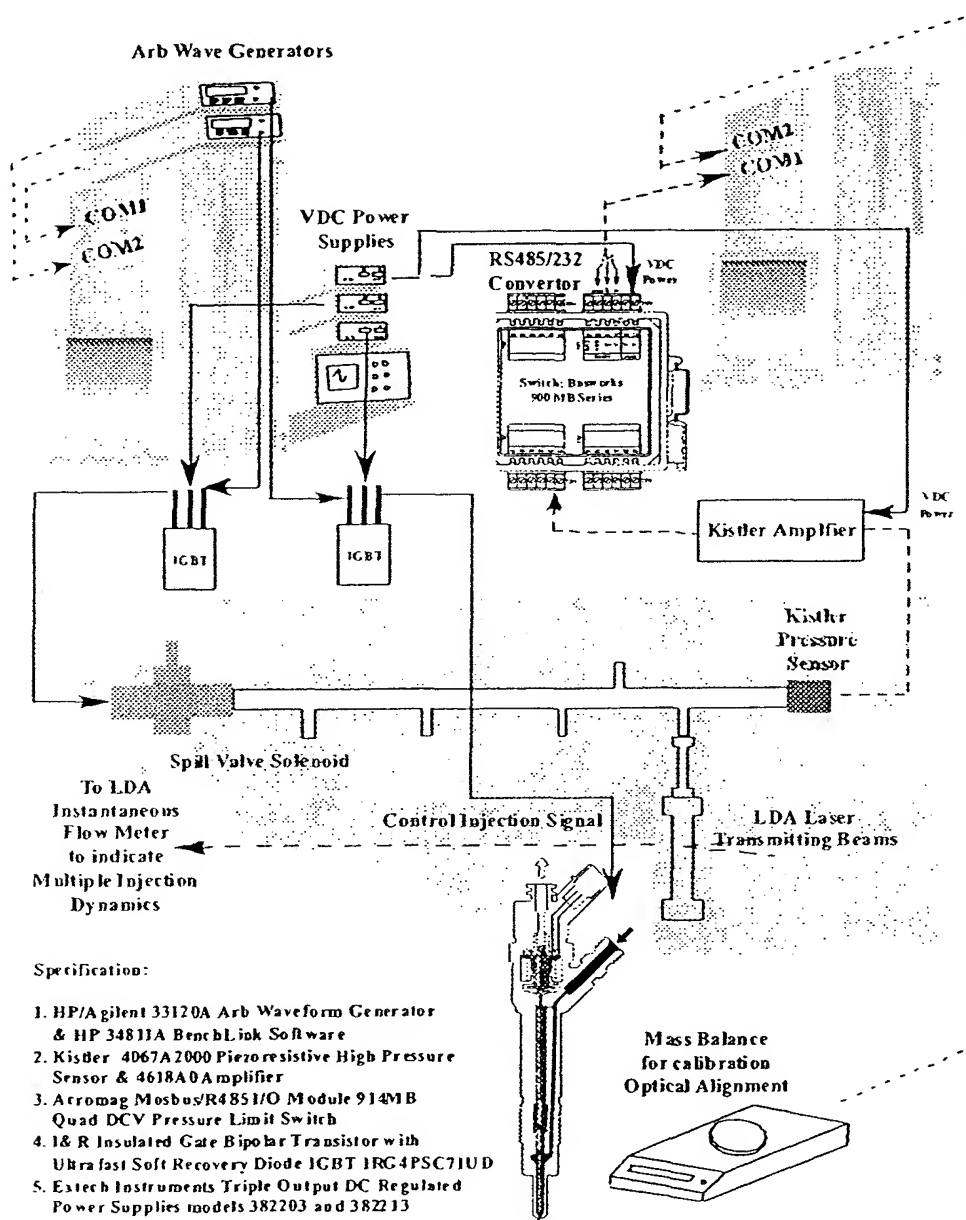 Arb Wave Generators
COM2
COM1
COM1
COM2
VDC Power
Supplies
RS485/232
Convertor
VDC
Power
Switch: Busworks
900 MB Series
VDC
Power
Kistler Amplifier
IGBT
IGBT
Kistler
Pressure
Sensor
Spill Valve Solenoid
To LDA
Instantaneous
Flow Meter
to indicate
Multiple Injection
Dynamics
Control Injection Signal
LDA Laser
Transmitting Beams
Specification:
1. HP/Agilent 33120A Arb Waveform Generator
& HP 34811A BenchLink Software
2. Kistler 4067A2000 Piezoresistive High Pressure
Sensor & 4618A0 Amplifier
3. Acromag Mosbus/R4851/O Module 914MB
Quad DCV Pressure Limit Switch
4. I& R Insulated Gate Bipolar Transistor with
Ultrafast Soft Recovery Diode IGBT IRG4PSC71UD
5. Extech Instruments Triple Output DC Regulated
Power Supplies models 382203 and 382213
Mass Balance
for calibration
Optical Alignment